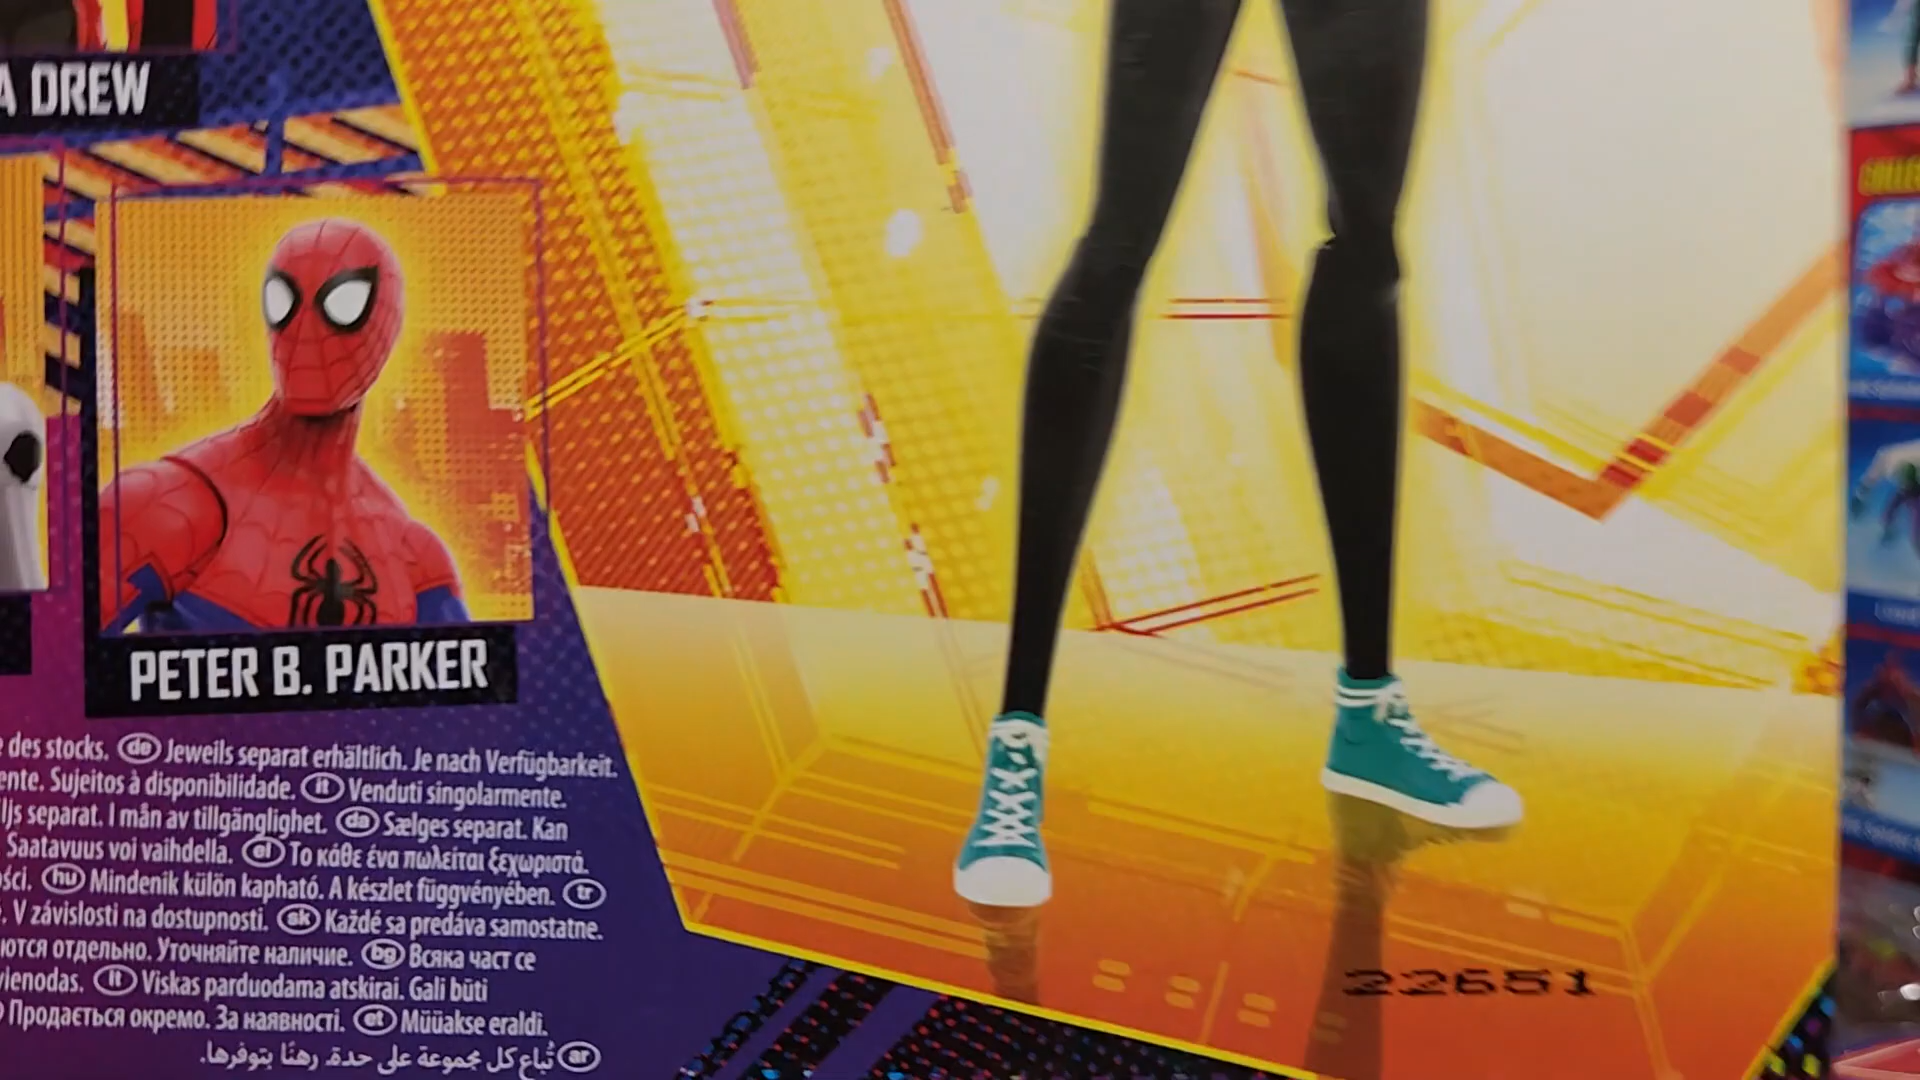 A DREW
PETER B. PARKER
des stocks. de Jeweils separat erhältlich. Je nach Verfügbarkeit.
ente. Sujeitos à disponibilidade. it Venduti singolarmente.
ljs separat. I mån av tillgänglighet. da Sælges separat. Kan
Saatavuus voi vaihdella. el Το κάθε ένα πωλείται ξεχωριστά.
ści. hu Mindenik külön kapható. A készlet függvényében. tr
. V závislosti na dostupnosti. sk Každé sa predáva samostatne.
ются отдельно. Уточняйте наличие. bg Всяка част се
vienodas. lt Viskas parduodama atskirai. Gali būti
Продається окремо. За наявності. et Müüakse eraldi.
ar تُباع كل مجموعة على حدة. رهنًا بتوفرها.
22651
COLLE